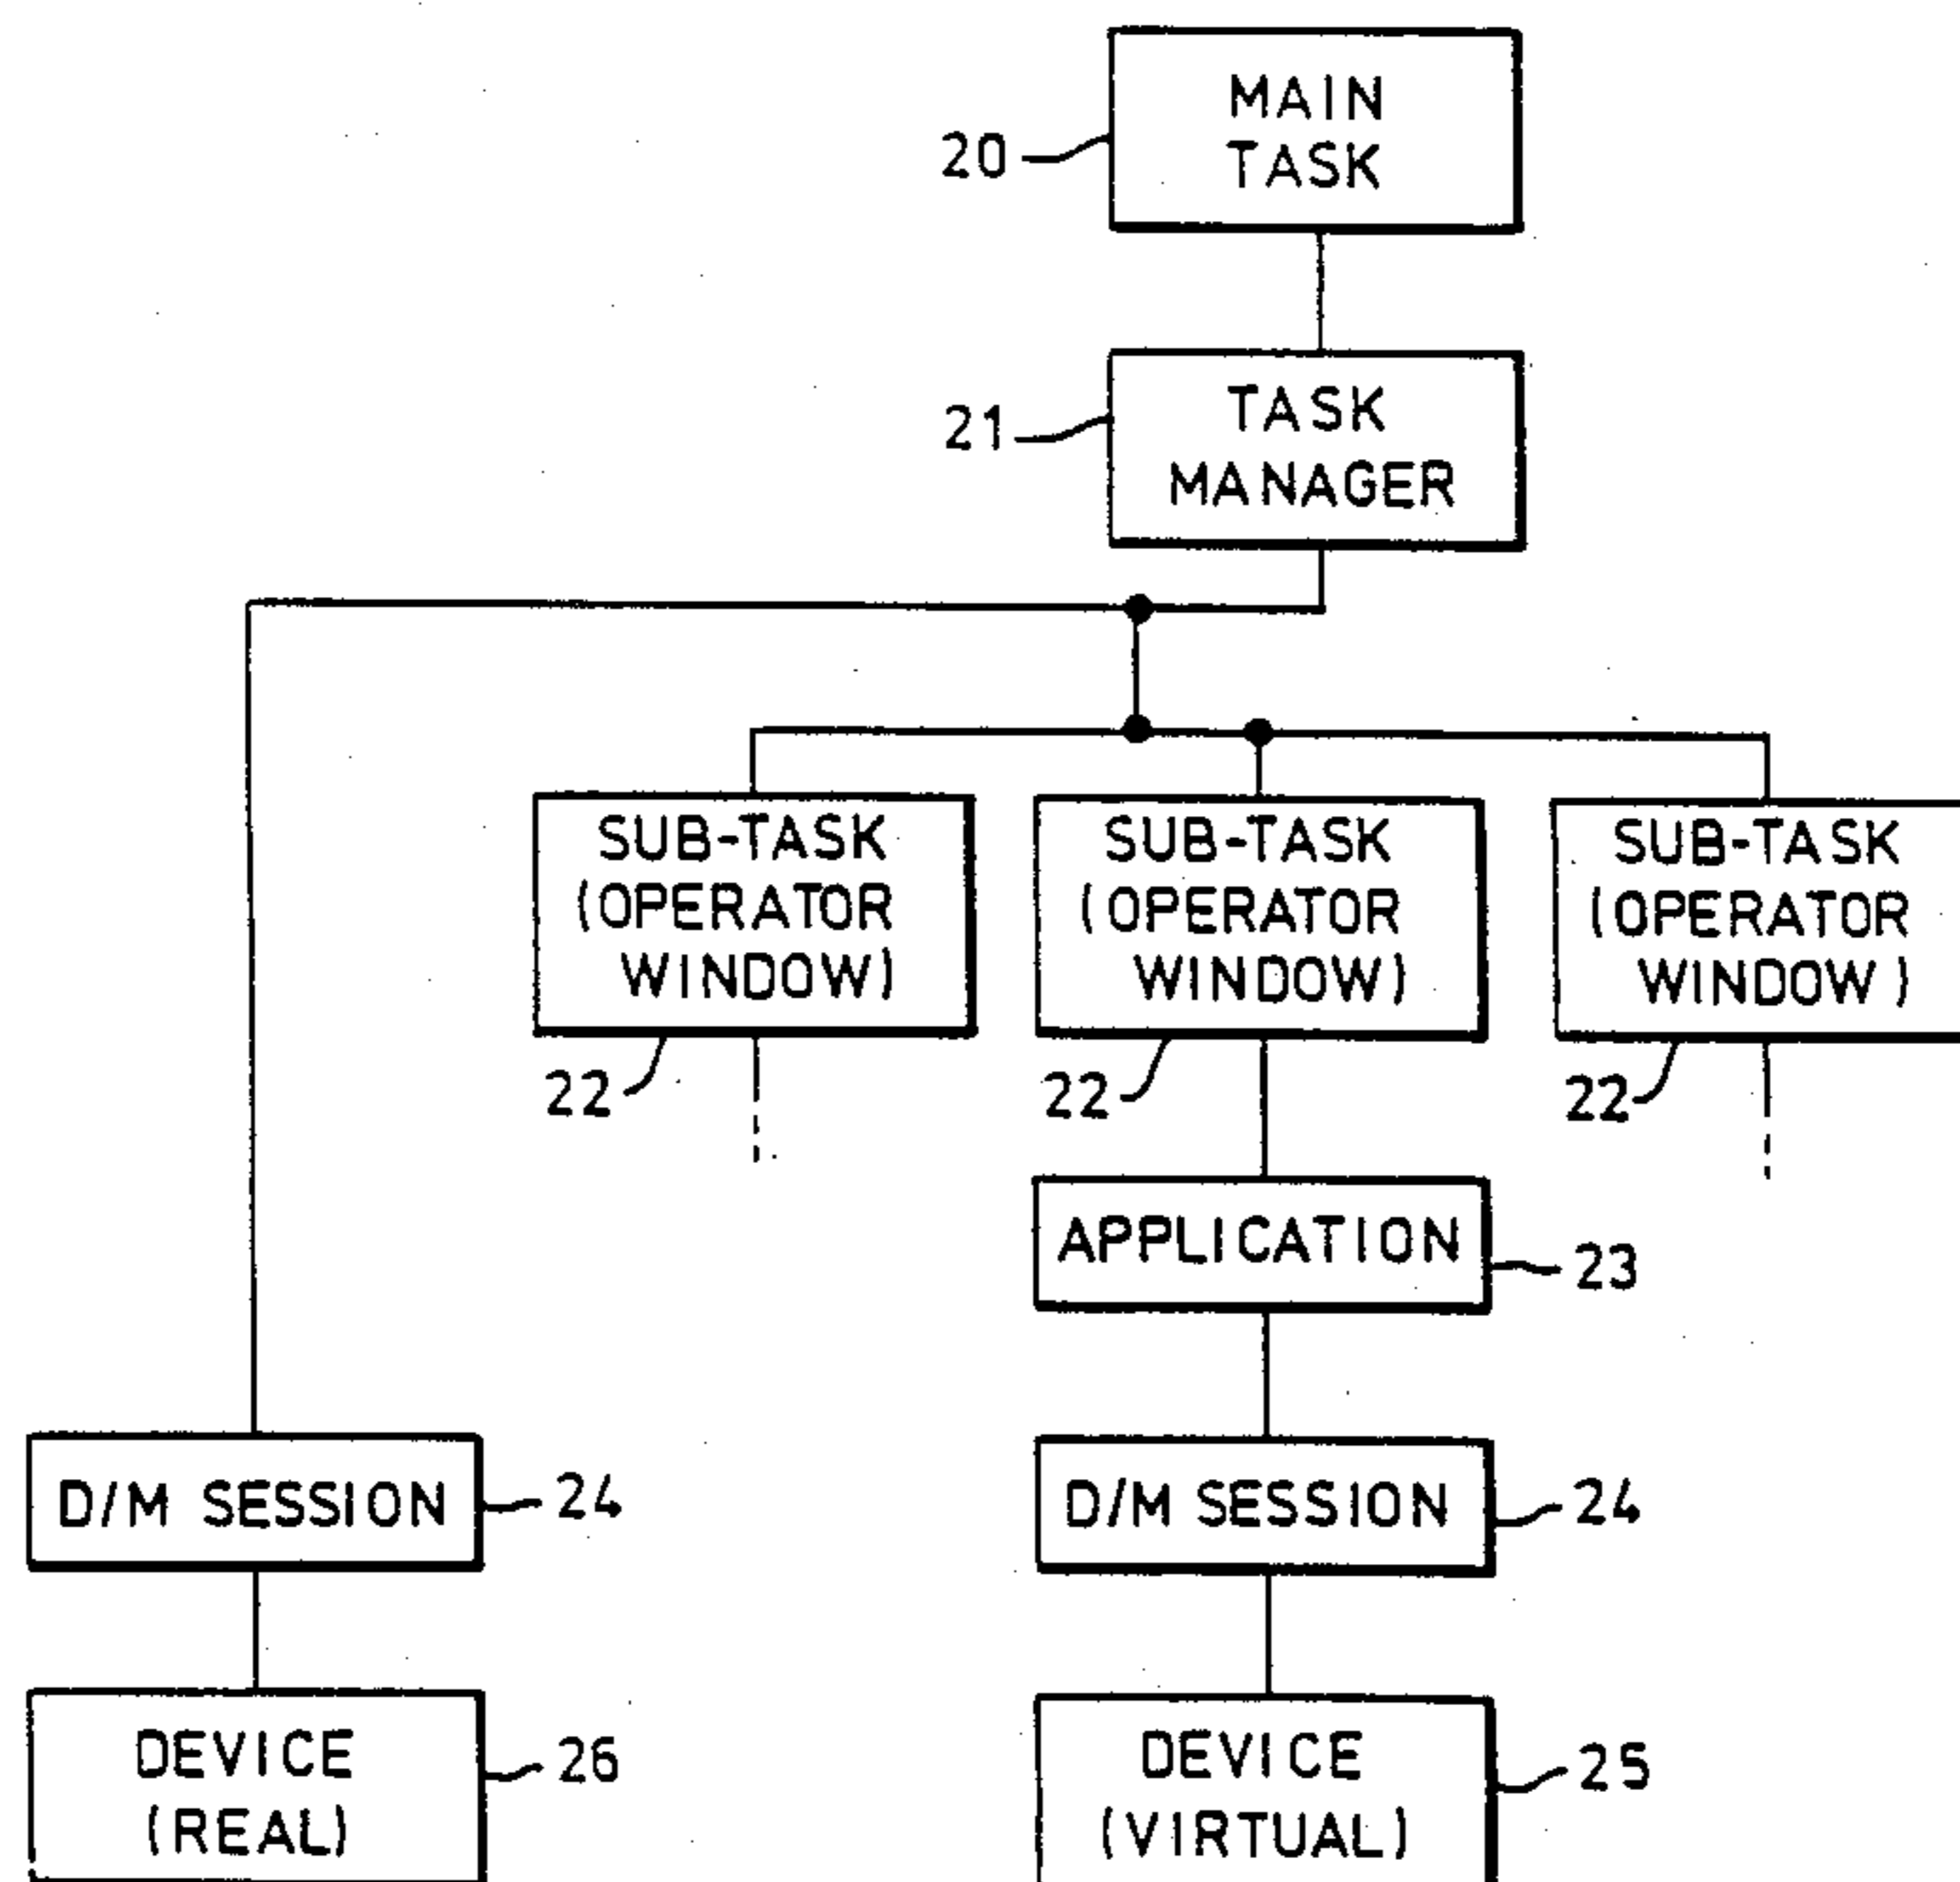 MAIN
TASK
20
TASK
MANAGER
21
SUB-TASK
(OPERATOR
WINDOW)
22
SUB-TASK
(OPERATOR
WINDOW)
22
SUB-TASK
(OPERATOR
WINDOW)
22
APPLICATION
23
D/M SESSION
24
D/M SESSION
24
DEVICE
(REAL)
26
DEVICE
(VIRTUAL)
25